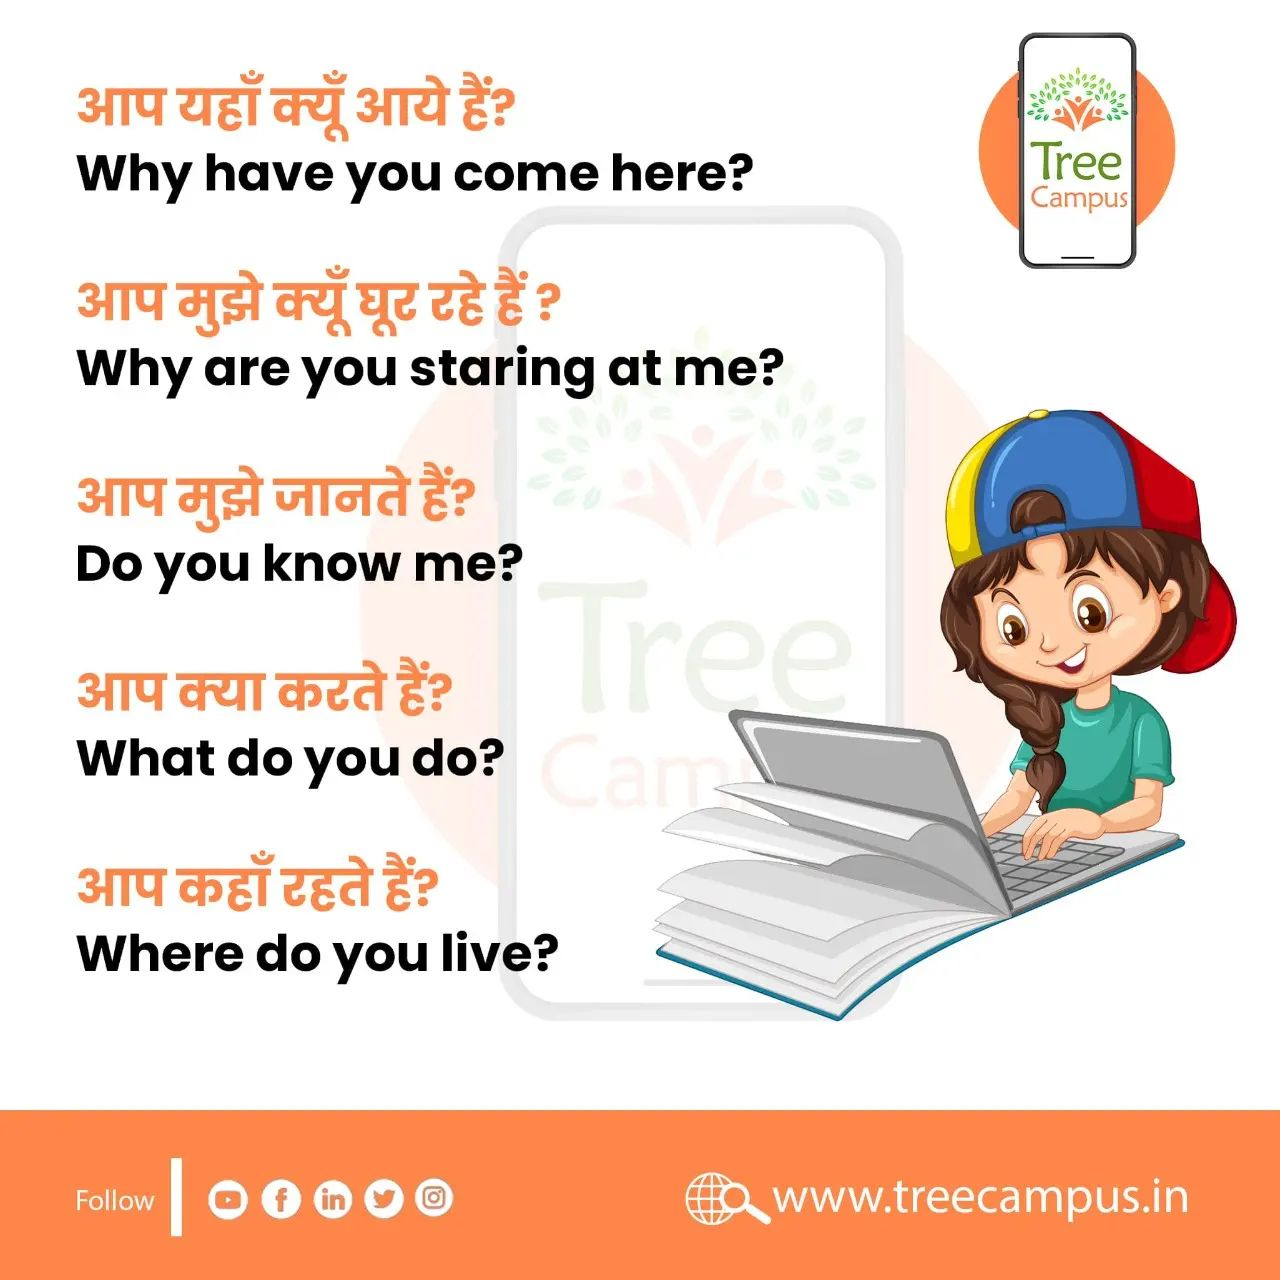 आप यहाँ क्यूँ आये हैं?
Why have you come here?
Tree
Campus
आप मुझे क्यूँ घूर रहे हैं ?
Why are you staring at me?
आप मुझे जानते हैं?
Do you know me?
आप क्या करते हैं?
What do you do?
आप कहाँ रहते हैं?
Where do you live?
Tree
Camp
Follow
www.treecampus.in